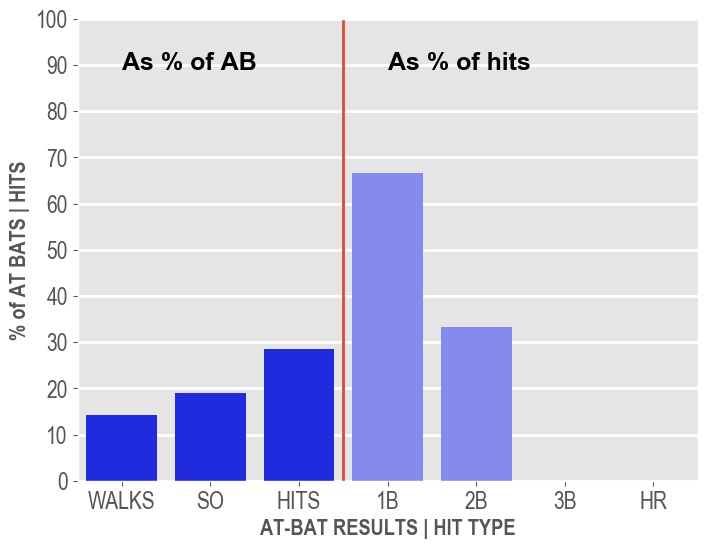 As % of AB
As % of hits
% of AT BATS | HITS
100
90
80
70
60
50
40
30
20
10
0
WALKS SO HITS 1B 2B 3B HR
AT-BAT RESULTS | HIT TYPE